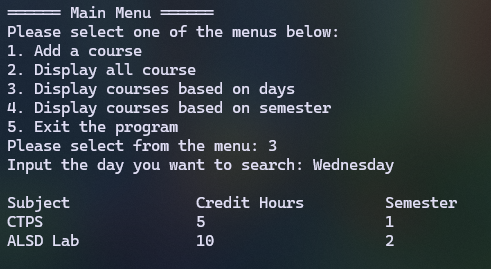 ══════ Main Menu ══════
Please select one of the menus below:
1. Add a course
2. Display all course
3. Display courses based on days
4. Display courses based on semester
5. Exit the program
Please select from the menu: 3
Input the day you want to search: Wednesday
Subject Credit Hours Semester
CTPS 5 1
ALSD Lab 10 2